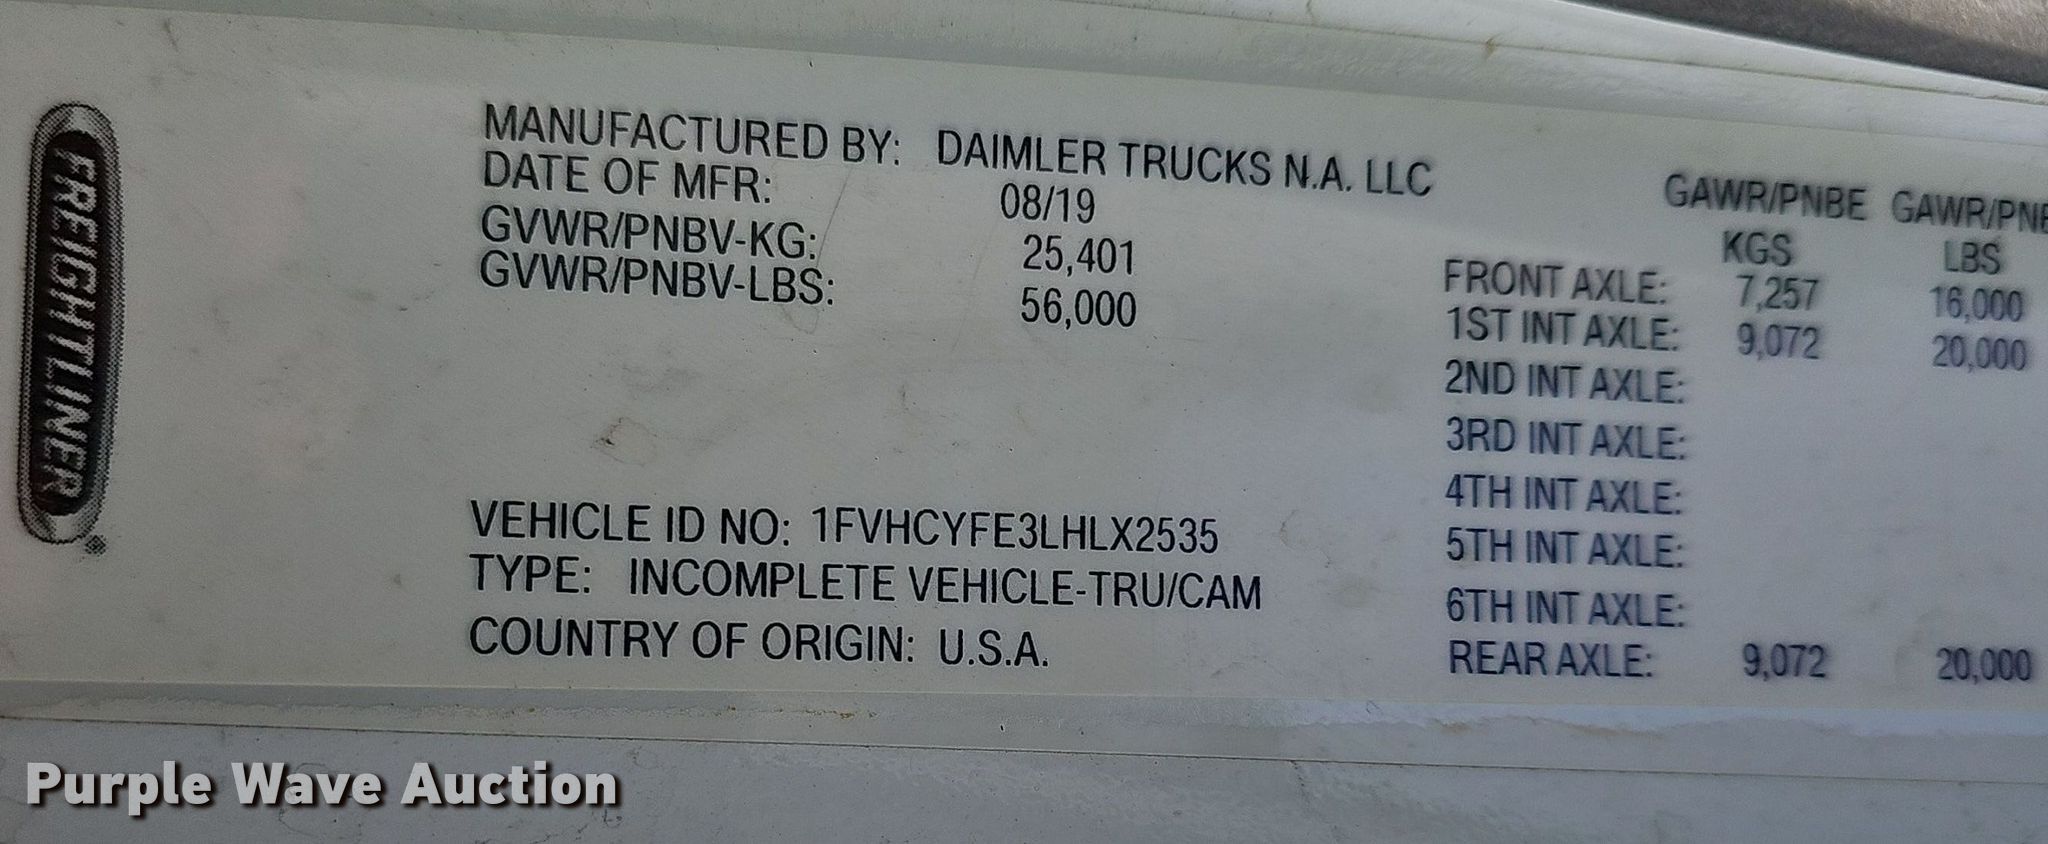 FREIGHTLINER
MANUFACTURED BY: DAIMLER TRUCKS N.A. LLC
DATE OF MFR: 08/19
GVWR/PNBV-KG: 25,401
GVWR/PNBV-LBS: 56,000
VEHICLE ID NO: 1FVHCYFE3LHLX2535
TYPE: INCOMPLETE VEHICLE-TRU/CAM
COUNTRY OF ORIGIN: U.S.A.
GAWR/PNBE GAWR/PNB
KGS LBS
FRONT AXLE: 7,257 16,000
1ST INT AXLE: 9,072 20,000
2ND INT AXLE:
3RD INT AXLE:
4TH INT AXLE:
5TH INT AXLE:
6TH INT AXLE:
REAR AXLE: 9,072 20,000
Purple Wave Auction